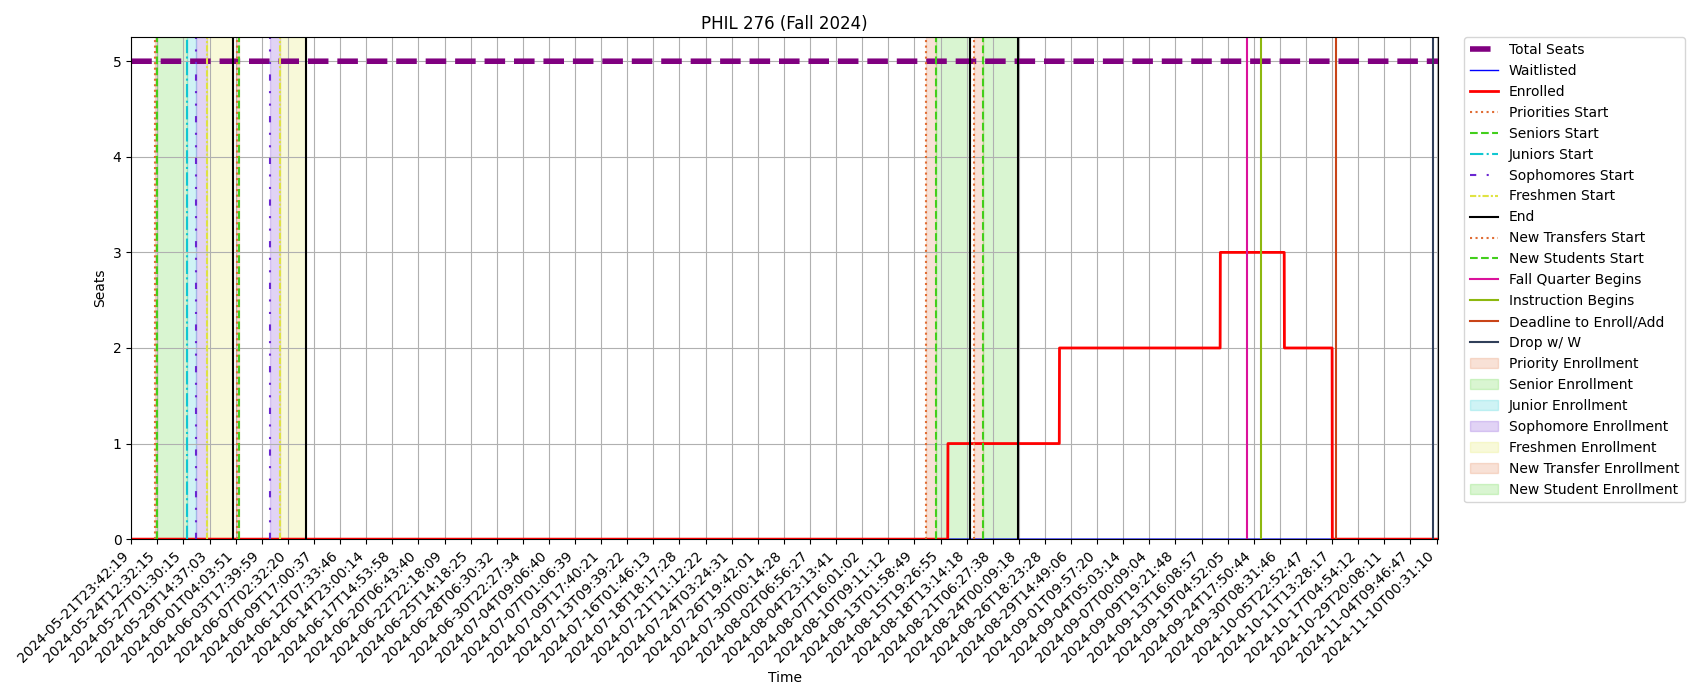 PHIL 276 (Fall 2024)
Seats
5
4
3
2
1
0
2024-05-21T23:42:19
2024-05-24T12:32:15
2024-05-27T01:30:15
2024-05-29T14:37:03
2024-06-01T04:03:51
2024-06-03T17:39:59
2024-06-07T02:32:20
2024-06-09T17:00:37
2024-06-12T07:33:46
2024-06-14T23:00:14
2024-06-17T14:53:58
2024-06-20T06:43:40
2024-06-22T22:18:09
2024-06-25T14:18:25
2024-06-28T06:30:32
2024-06-30T22:27:34
2024-07-04T09:06:40
2024-07-07T01:06:39
2024-07-09T17:40:21
2024-07-13T09:39:22
2024-07-16T01:46:13
2024-07-18T18:17:28
2024-07-21T11:12:22
2024-07-24T03:24:31
2024-07-26T19:42:01
2024-07-30T00:14:28
2024-08-02T06:56:27
2024-08-04T23:13:41
2024-08-07T16:01:02
2024-08-10T09:11:12
2024-08-13T01:58:49
2024-08-15T19:26:55
2024-08-18T13:14:18
2024-08-21T06:27:38
2024-08-24T00:09:18
2024-08-26T18:23:28
2024-08-29T14:49:06
2024-09-01T09:57:20
2024-09-04T05:03:14
2024-09-07T00:09:04
2024-09-09T19:21:48
2024-09-13T16:08:57
2024-09-19T04:52:05
2024-09-24T17:50:44
2024-09-30T08:31:46
2024-10-05T22:52:47
2024-10-11T13:28:17
2024-10-17T04:54:12
2024-10-29T20:08:11
2024-11-04T09:46:47
2024-11-10T00:31:10
Time
Total Seats
Waitlisted
Enrolled
Priorities Start
Seniors Start
Juniors Start
Sophomores Start
Freshmen Start
End
New Transfers Start
New Students Start
Fall Quarter Begins
Instruction Begins
Deadline to Enroll/Add
Drop w/ W
Priority Enrollment
Senior Enrollment
Junior Enrollment
Sophomore Enrollment
Freshmen Enrollment
New Transfer Enrollment
New Student Enrollment